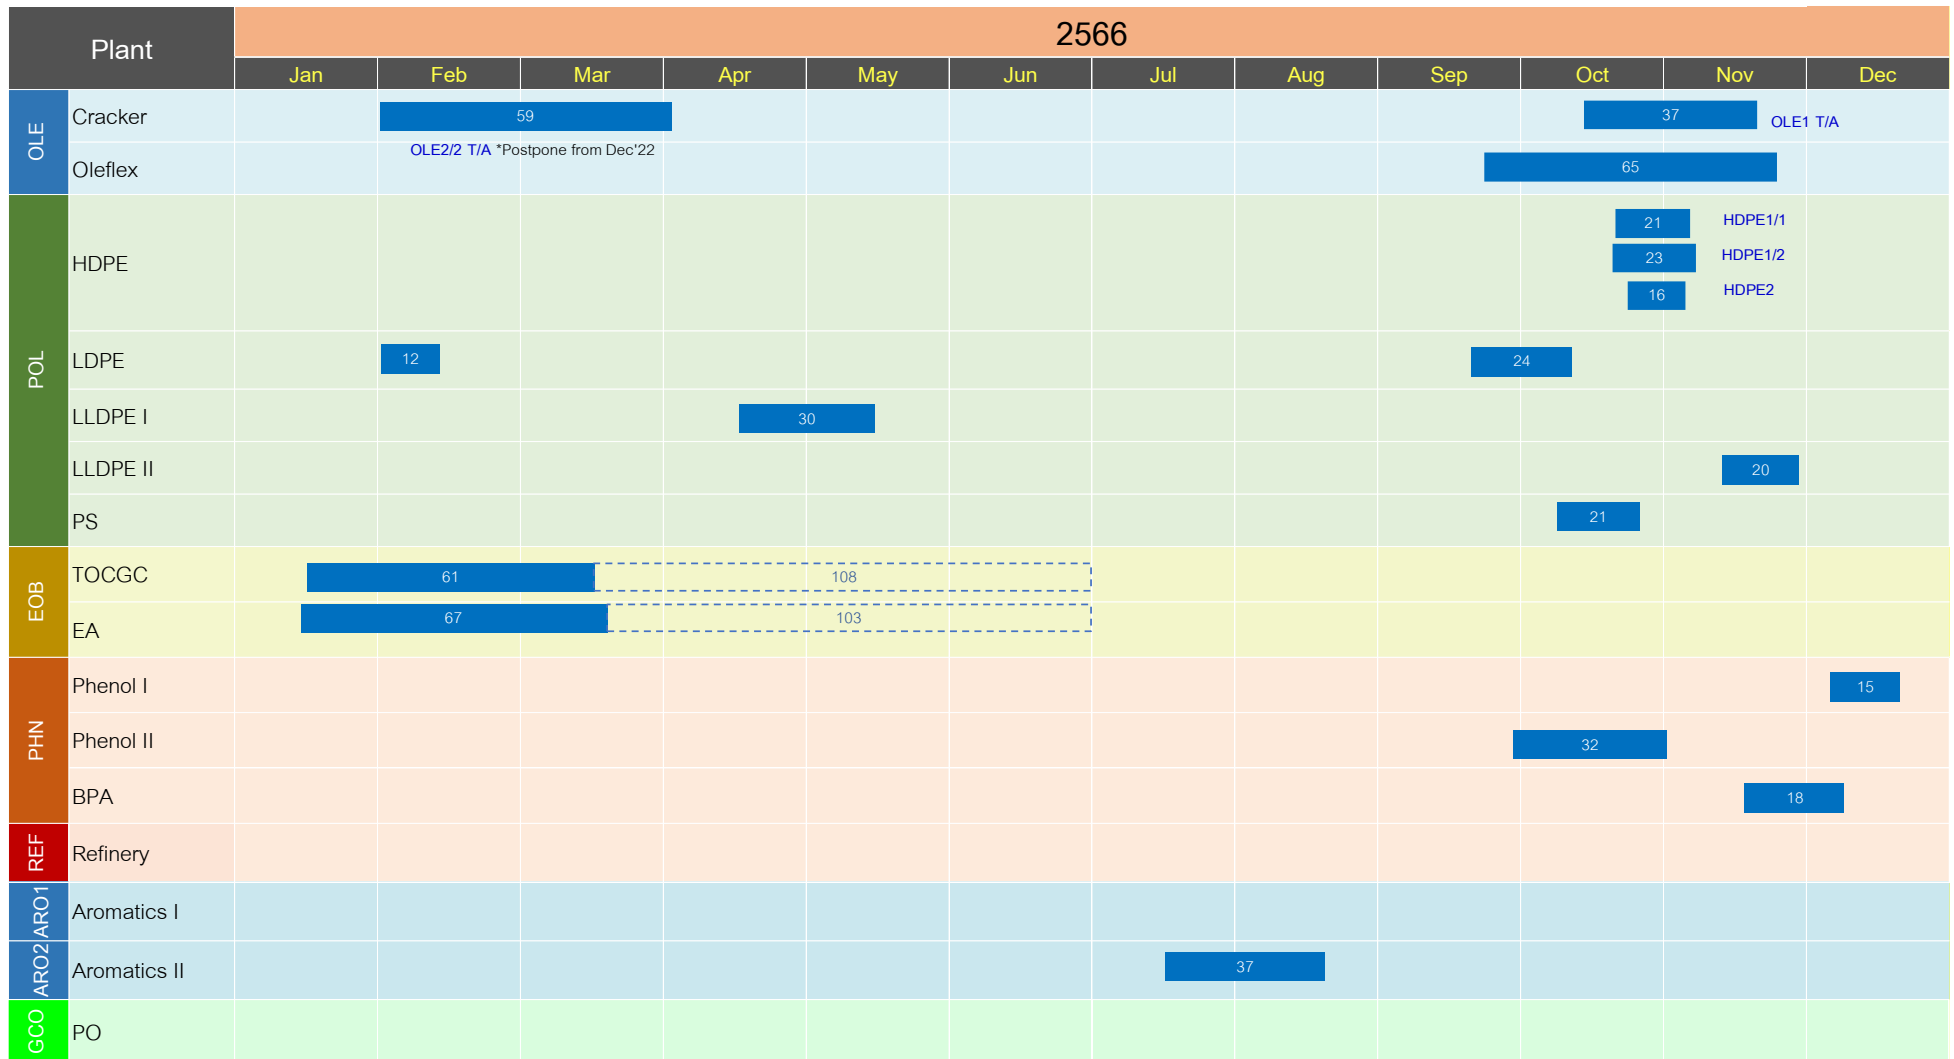 Plant
2566
Jan Feb Mar Apr May Jun Jul Aug Sep Oct Nov Dec
OLE
Cracker
59
37
OLE1 T/A
OLE2/2 T/A *Postpone from Dec'22
Oleflex
65
POL
HDPE
21
HDPE1/1
23
HDPE1/2
16
HDPE2
LDPE
12
24
LLDPE I
30
LLDPE II
20
PS
21
EOB
TOCGC
61
108
EA
67
103
PHN
Phenol I
15
Phenol II
32
BPA
18
REF
Refinery
ARO1
Aromatics I
ARO2
Aromatics II
37
GCO
PO